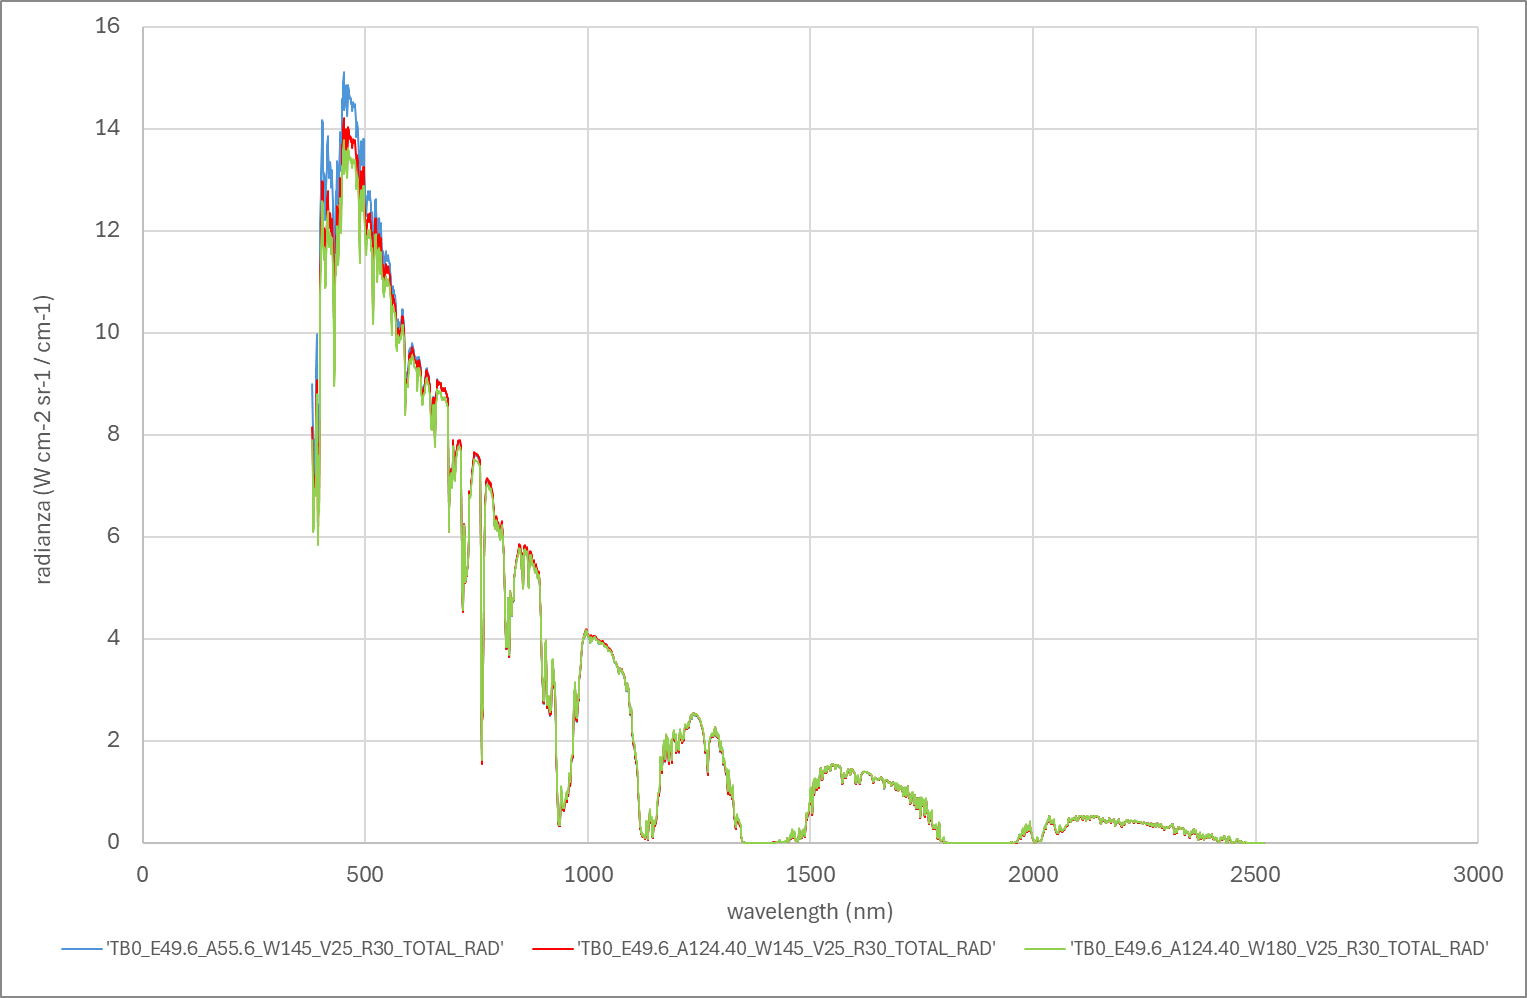 16
14
12
10
8
6
4
2
0
radianza (W cm-2 sr-1 / cm-1)
0 500 1000 1500 2000 2500 3000
wavelength (nm)
'TB0_E49.6_A55.6_W145_V25_R30_TOTAL_RAD' 'TB0_E49.6_A124.40_W145_V25_R30_TOTAL_RAD' 'TB0_E49.6_A124.40_W180_V25_R30_TOTAL_RAD'